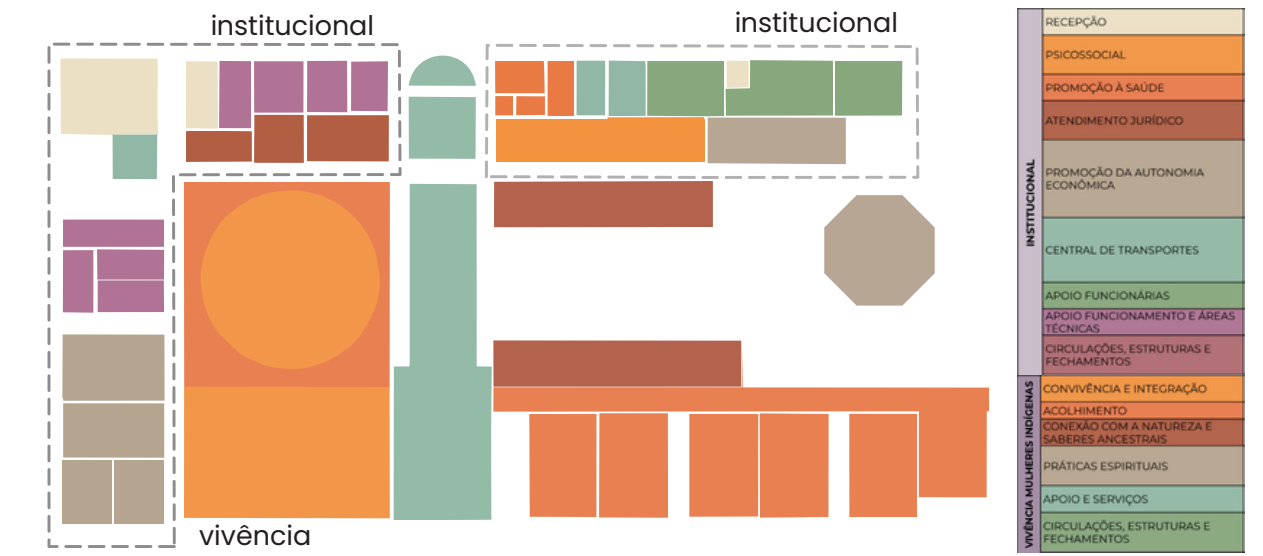 institucional
institucional
vivência
INSTITUCIONAL
RECEPÇÃO
PSICOSSOCIAL
PROMOÇÃO À SAÚDE
ATENDIMENTO JURÍDICO
PROMOÇÃO DA AUTONOMIA
ECONÔMICA
CENTRAL DE TRANSPORTES
APOIO FUNCIONÁRIAS
APOIO FUNCIONAMENTO E ÁREAS
TÉCNICAS
CIRCULAÇÕES, ESTRUTURAS E
FECHAMENTOS
VIVÊNCIA MULHERES INDÍGENAS
CONVIVÊNCIA E INTEGRAÇÃO
ACOLHIMENTO
CONEXÃO COM A NATUREZA E
SABERES ANCESTRAIS
PRÁTICAS ESPIRITUAIS
APOIO E SERVIÇOS
CIRCULAÇÕES, ESTRUTURAS E
FECHAMENTOS